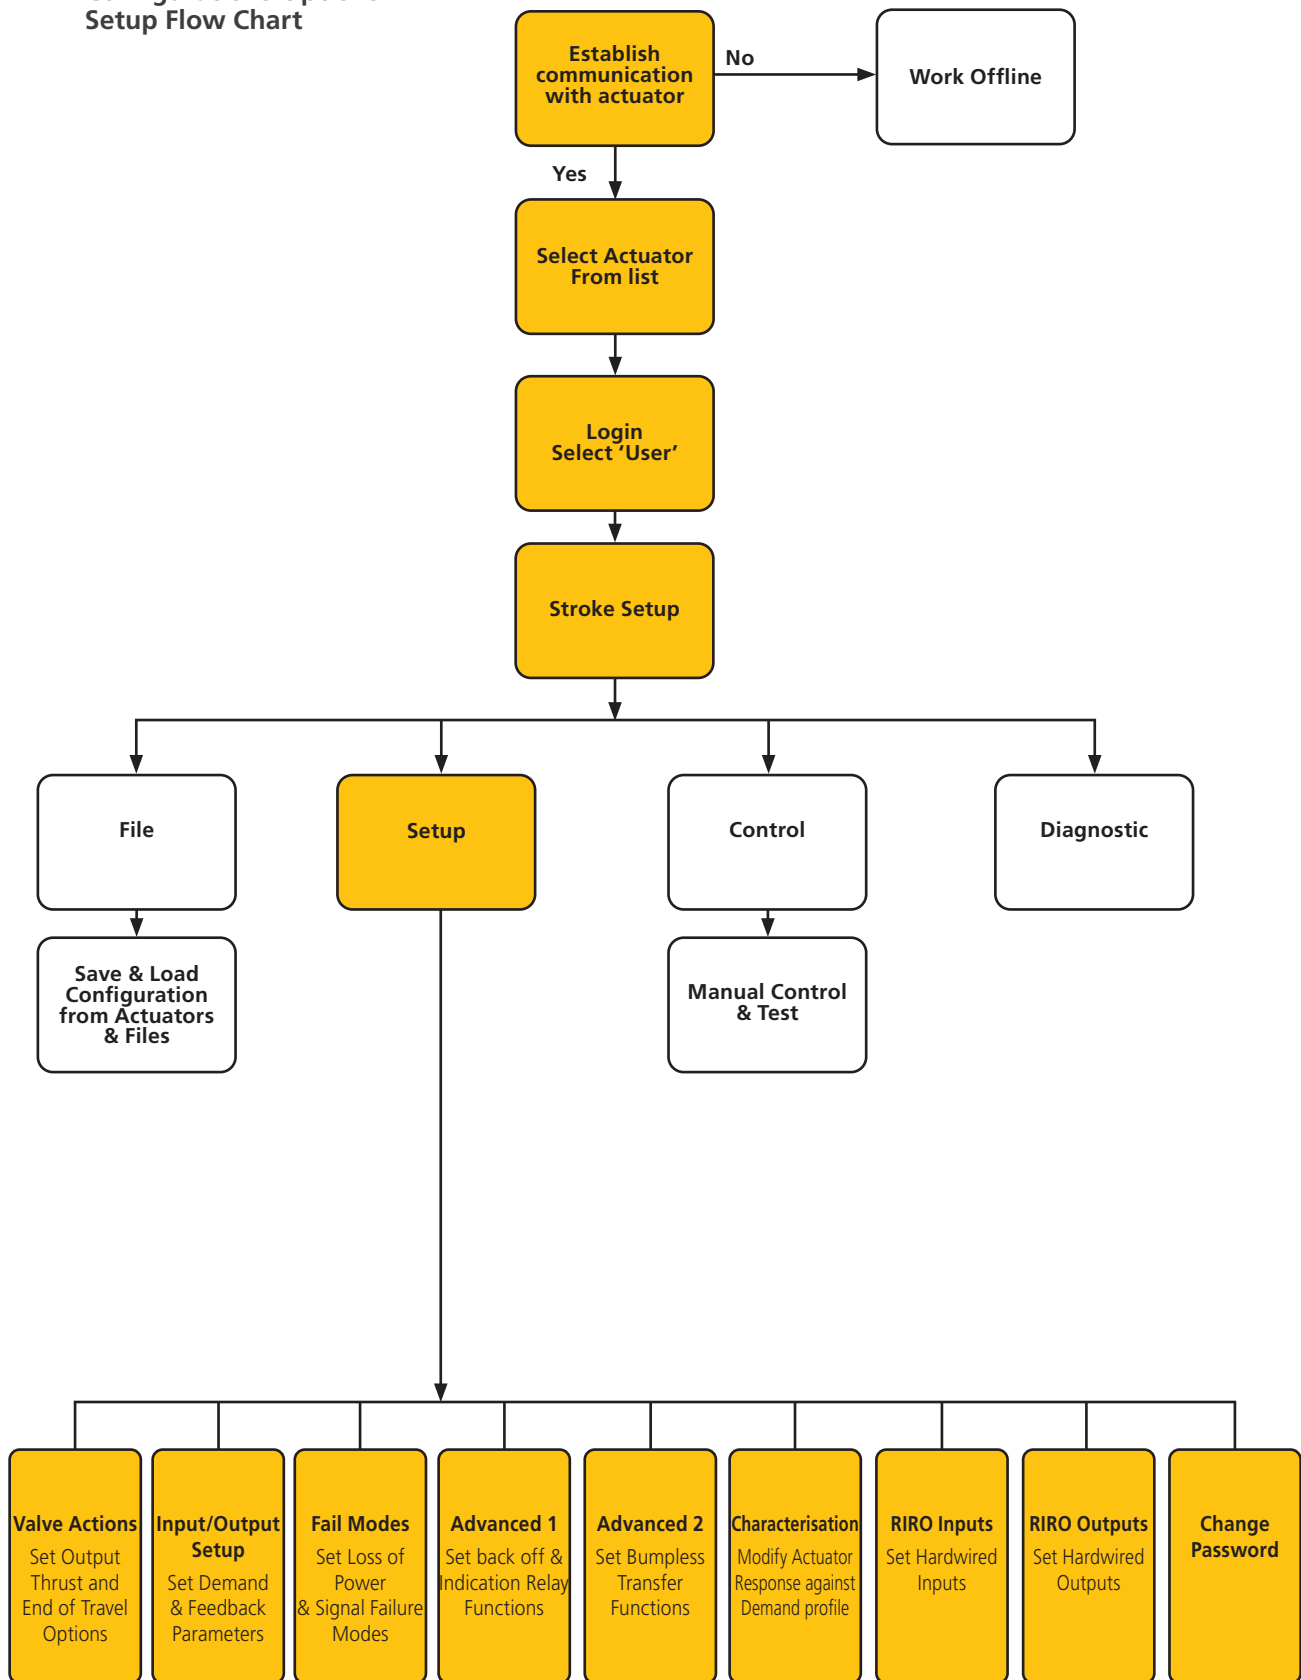 Setup Flow Chart
Establish
communication
with actuator
No
Work Offline
Yes
Select Actuator
From list
Login
Select ‘User’
Stroke Setup
File
Setup
Control
Diagnostic
Save & Load
Configuration
from Actuators
& Files
Manual Control
& Test
Valve Actions
Set Output
Thrust and
End of Travel
Options
Input/Output
Setup
Set Demand
& Feedback
Parameters
Fail Modes
Set Loss of
Power
& Signal Failure
Modes
Advanced 1
Set back off &
Indication Relay
Functions
Advanced 2
Set Bumpless
Transfer
Functions
Characterisation
Modify Actuator
Response against
Demand profile
RIRO Inputs
Set Hardwired
Inputs
RIRO Outputs
Set Hardwired
Outputs
Change
Password